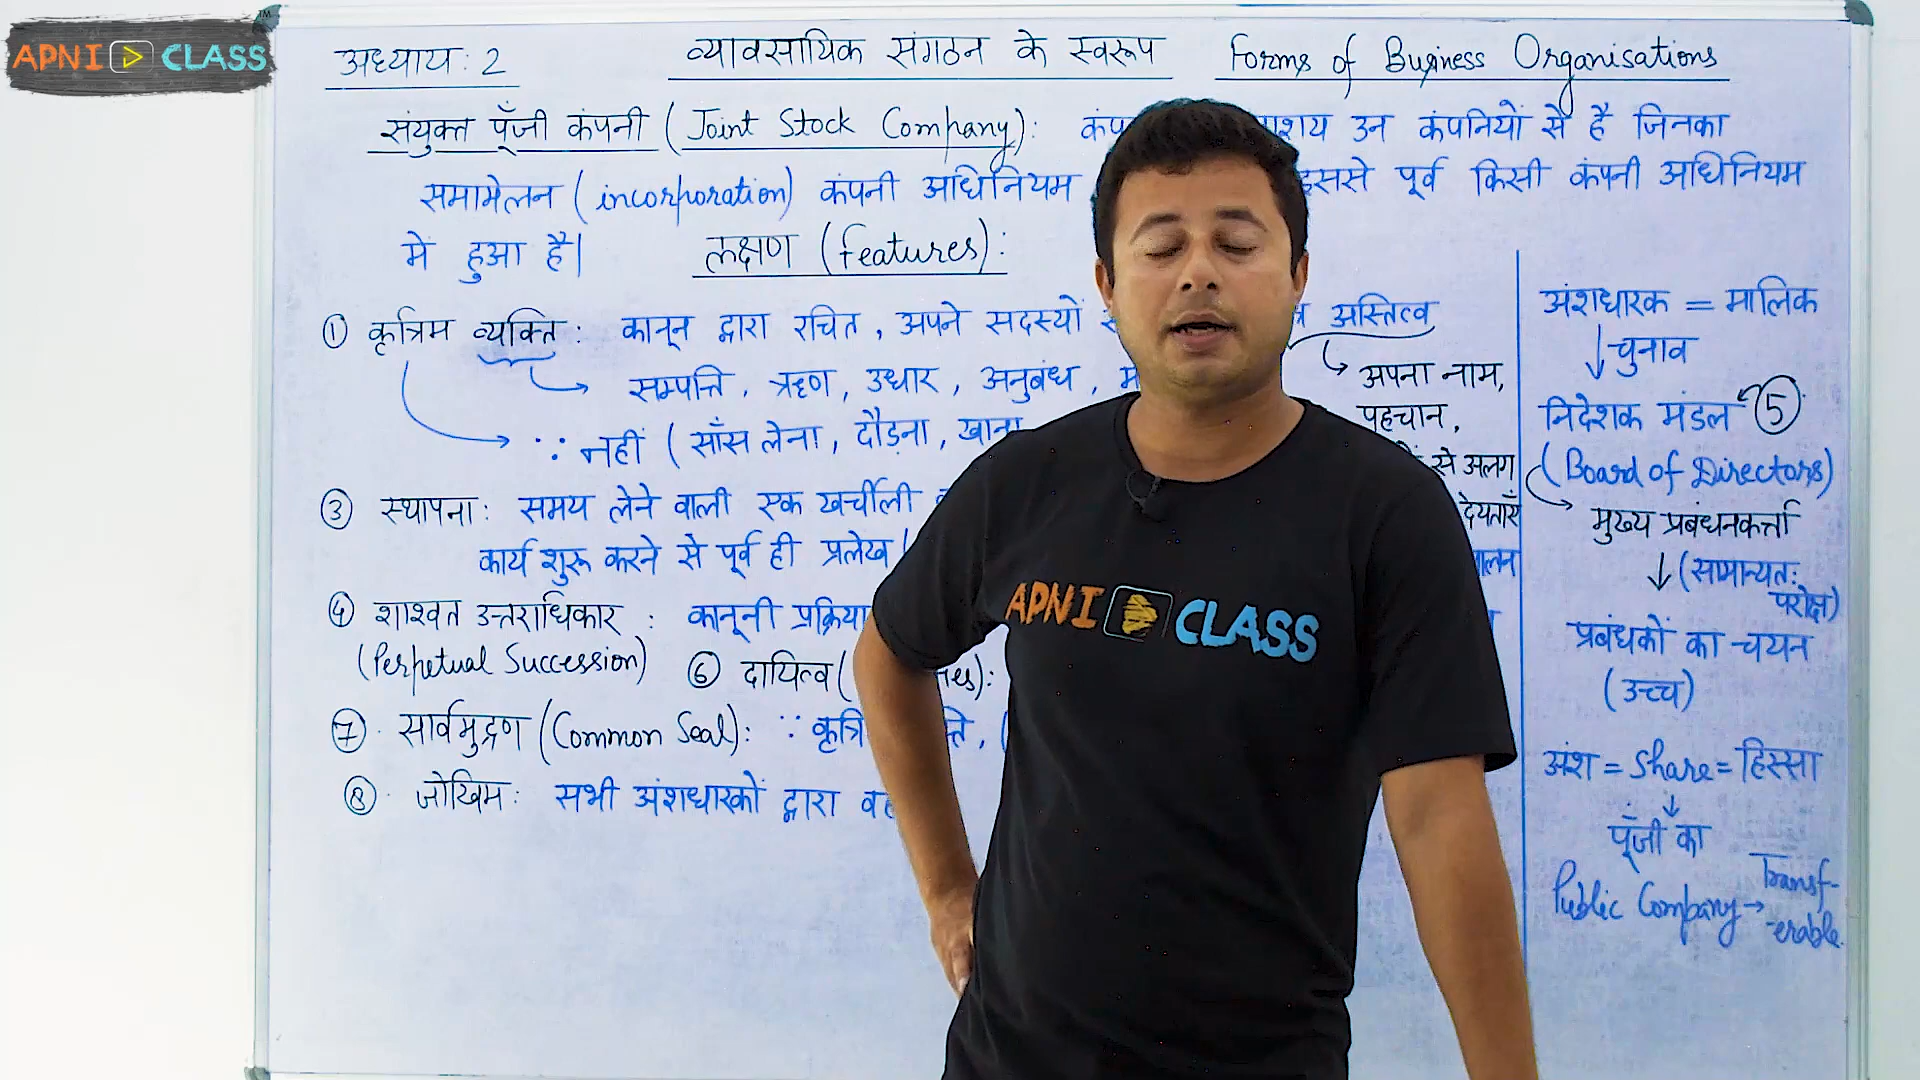 APNI CLASS
TM
अध्याय : 2 व्यावसायिक संगठन के स्वरूप Forms of Business Organisations
संयुक्त पूँजी कंपनी (Joint Stock Company): उन कंपनियों से है जिनका
समामेलन (incorporation) कंपनी अधिनियम इससे पूर्व किसी कंपनी अधिनियम
में हुआ है।
लक्षण (features):
① कृत्रिम व्यक्ति : कानून द्वारा रचित, अपने सदस्यों अस्तित्व
→ सम्पत्ति, ऋण, उधार, अनुबंध,
→ अपना नाम,
पहचान,
→ ∵ नहीं (साँस लेना, दौड़ना, खाना
से अलग
③ स्थापना : समय लेने वाली एक खर्चीली
देयताएँ
कार्य शुरू करने से पूर्व ही प्रलेख
④ शाश्वत उत्तराधिकार : कानूनी प्रक्रिया
(Perpetual Succession) ⑥ दायित्व (
⑦ सार्वमुद्रण (Common Seal): ∵
⑧ जोखिम : सभी अंशधारकों द्वारा
अंशधारक = मालिक
↓ चुनाव
निदेशक मंडल ⑤
(Board of Directors)
→ मुख्य प्रबंधनकर्त्ता
↓ (सामान्यतः
परोक्ष)
प्रबंधकों का चयन
(उच्च)
अंश = Share = हिस्सा
↓
पूँजी का
Public Company → Transf-
-erable.
APNI CLASS